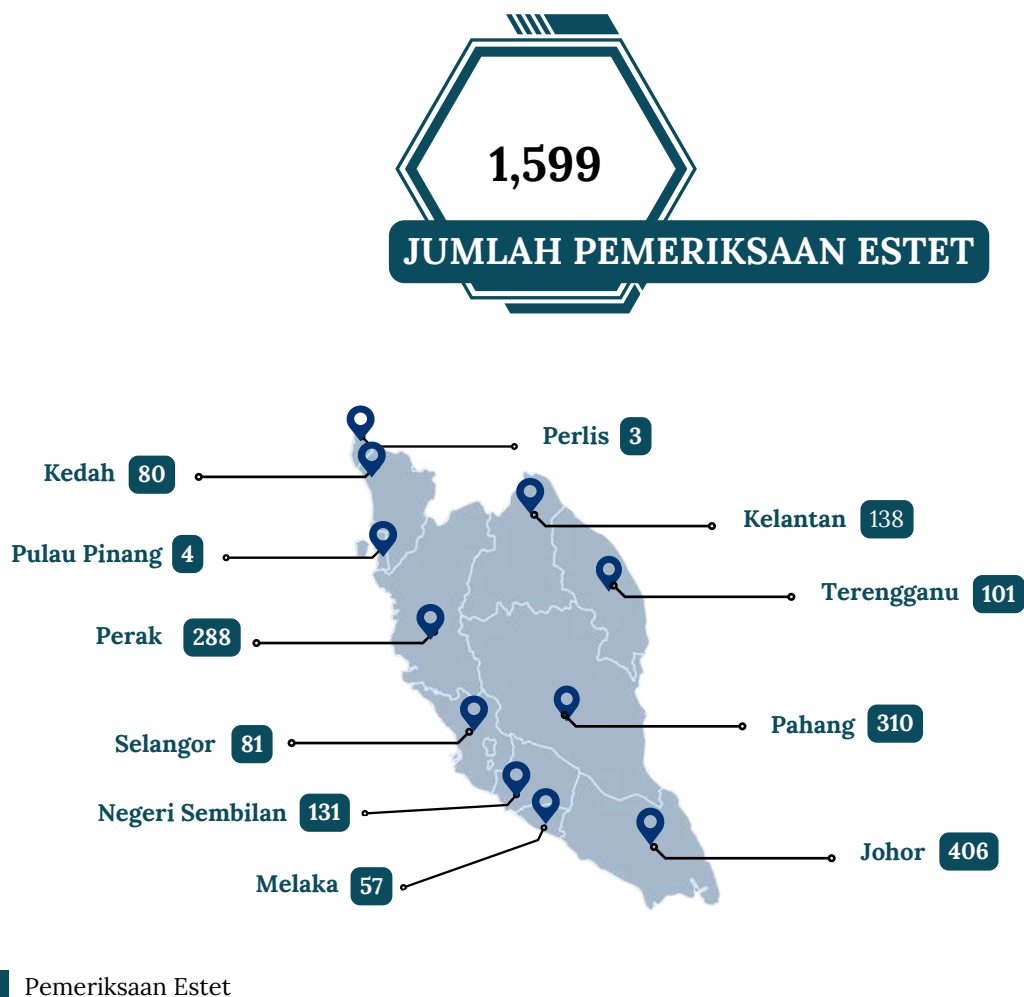 1,599
JUMLAH PEMERIKSAAN ESTET
Perlis 3
Kedah 80
Kelantan 138
Pulau Pinang 4
Terengganu 101
Perak 288
Pahang 310
Selangor 81
Negeri Sembilan 131
Johor 406
Melaka 57
Pemeriksaan Estet